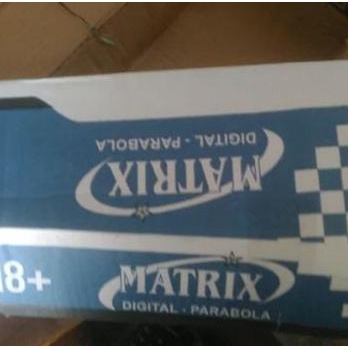 MATRIX
DIGITAL - PARABOLA
18+
MATRIX
DIGITAL - PARABOLA